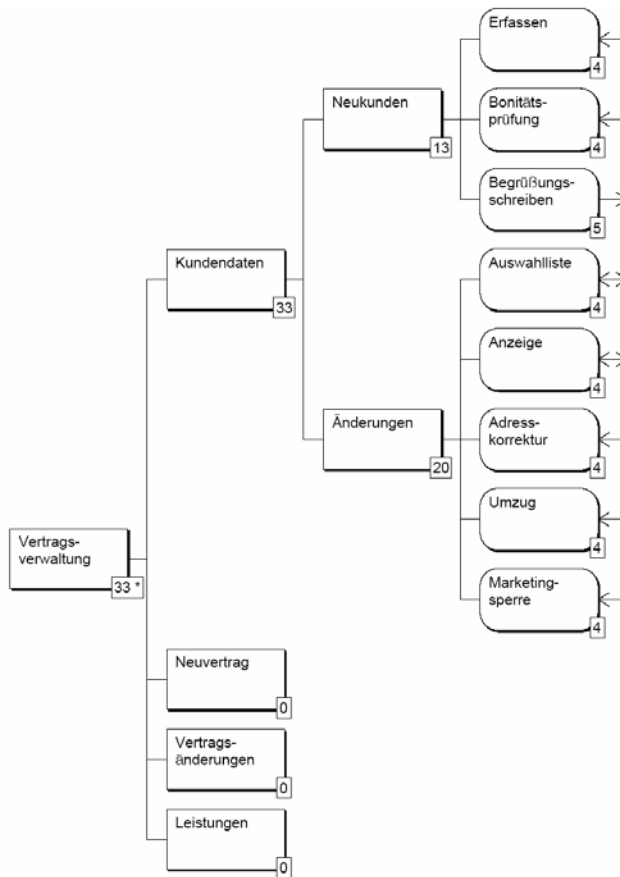 Erfassen
4
Bonitäts-
prüfung
4
Begrüßungs-
schreiben
5
Neukunden
13
Kundendaten
33
Auswahlliste
4
Anzeige
4
Änderungen
20
Adress-
korrektur
4
Umzug
4
Marketing-
sperre
4
Vertrags-
verwaltung
33 *
Neuvertrag
0
Vertrags-
änderungen
0
Leistungen
0